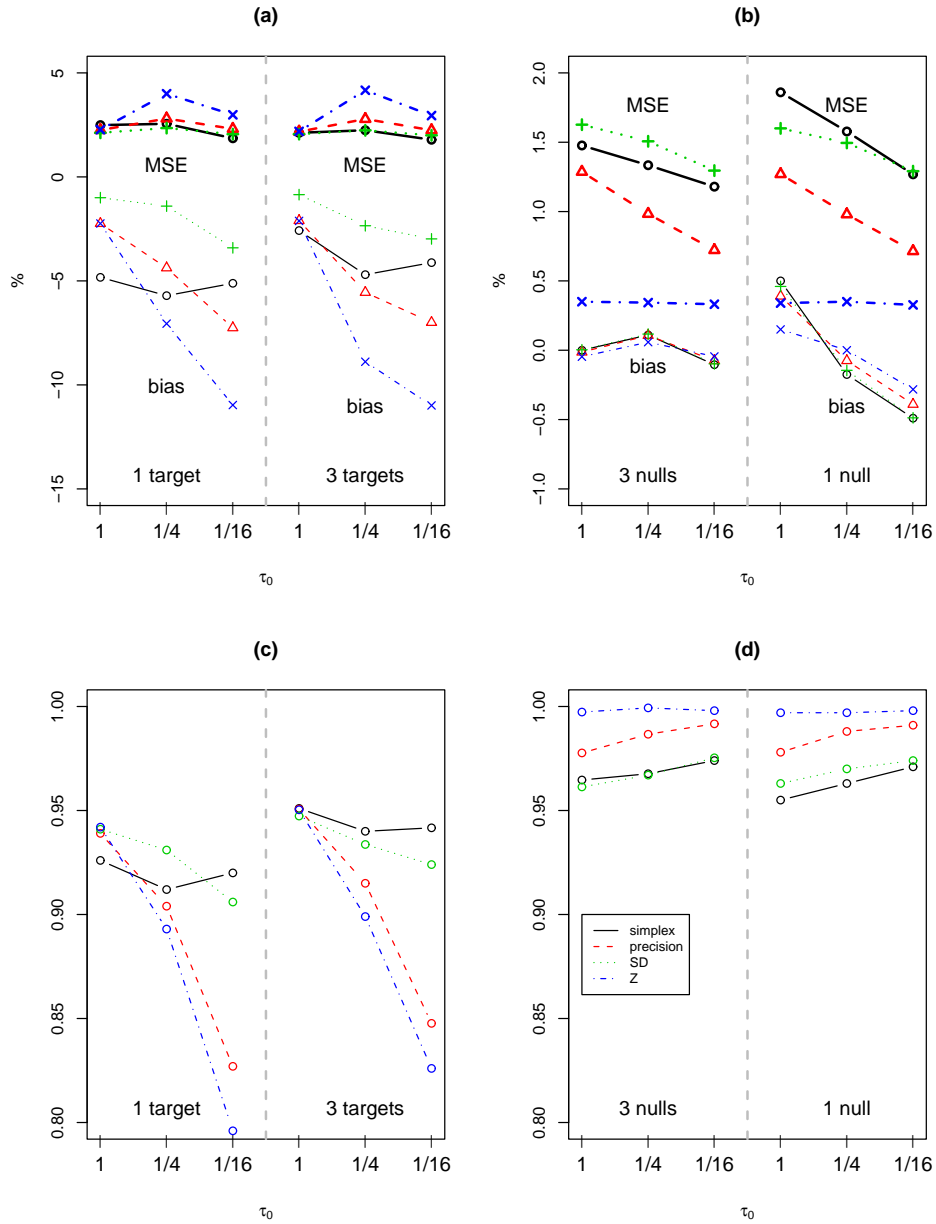 (a)
5
0
−5
−10
−15
%
MSE
bias
bias
1 target
3 targets
1
1/4
1/16
1
1/4
1/16
τ0
(b)
2.0
1.5
1.0
0.5
0.0
−0.5
−1.0
%
MSE
MSE
bias
bias
3 nulls
1 null
1
1/4
1/16
1
1/4
1/16
τ0
(c)
1.00
0.95
0.90
0.85
0.80
1 target
3 targets
1
1/4
1/16
1
1/4
1/16
τ0
(d)
1.00
0.95
0.90
0.85
0.80
simplex
precision
SD
Z
3 nulls
1 null
1
1/4
1/16
1
1/4
1/16
τ0